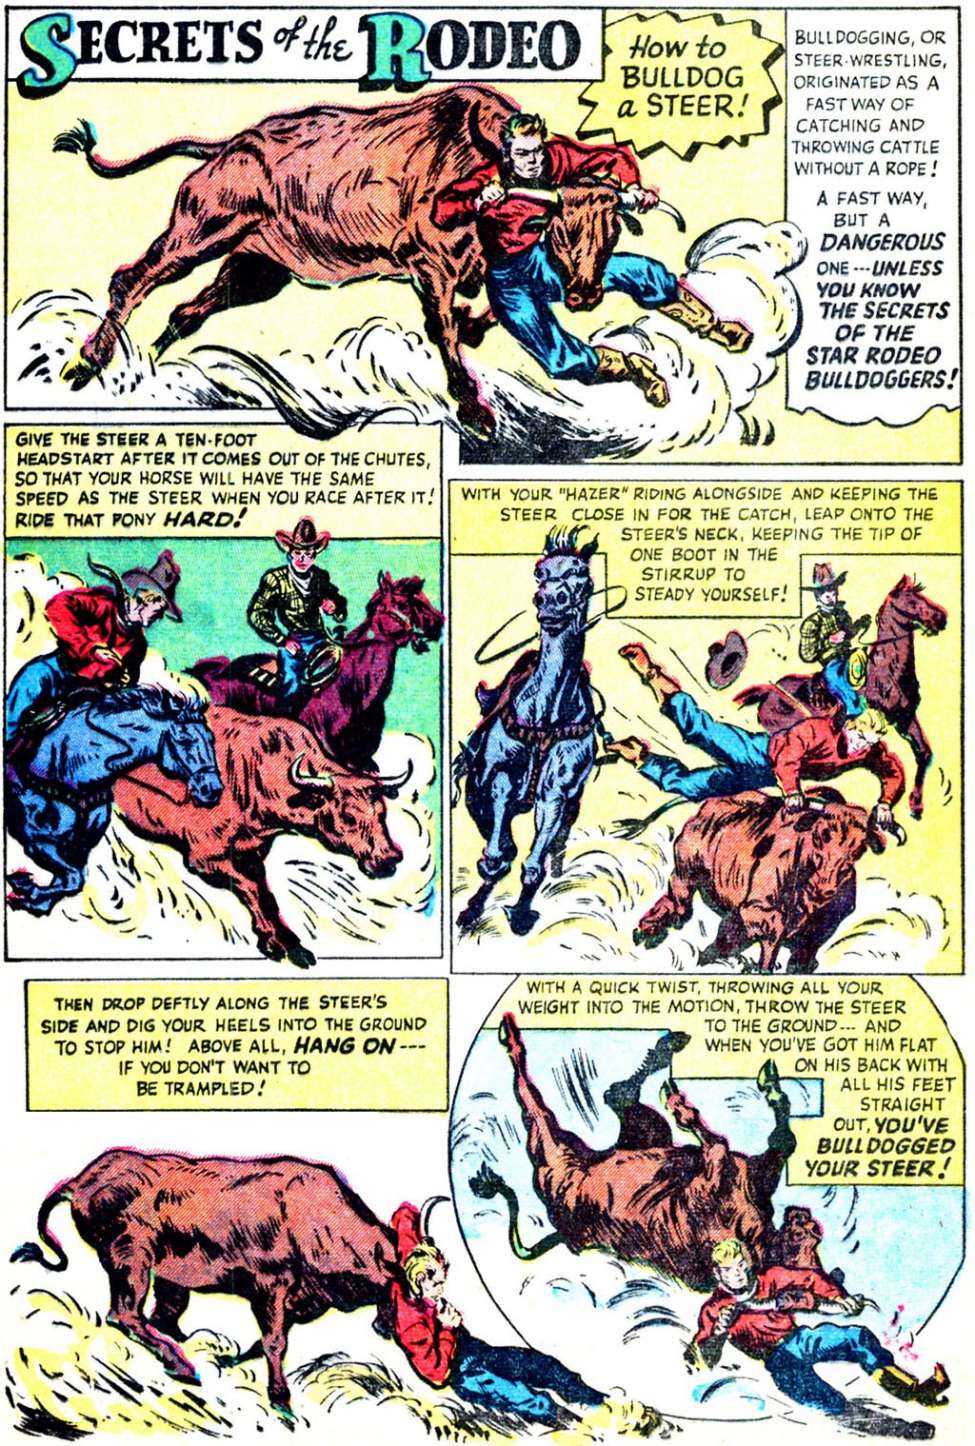 SECRETS of the RODEO
How to
BULLDOG
a STEER!
BULLDOGGING, OR
STEER-WRESTLING,
ORIGINATED AS A
FAST WAY OF
CATCHING AND
THROWING CATTLE
WITHOUT A ROPE!
A FAST WAY,
BUT A
DANGEROUS
ONE---UNLESS
YOU KNOW
THE SECRETS
OF THE
STAR RODEO
BULLDOGGERS!
GIVE THE STEER A TEN-FOOT
HEADSTART AFTER IT COMES OUT OF THE CHUTES,
SO THAT YOUR HORSE WILL HAVE THE SAME
SPEED AS THE STEER WHEN YOU RACE AFTER IT!
RIDE THAT PONY HARD!
WITH YOUR "HAZER" RIDING ALONGSIDE AND KEEPING THE
STEER CLOSE IN FOR THE CATCH, LEAP ONTO THE
STEER'S NECK, KEEPING THE TIP OF
ONE BOOT IN THE
STIRRUP TO
STEADY YOURSELF!
THEN DROP DEFTLY ALONG THE STEER'S
SIDE AND DIG YOUR HEELS INTO THE GROUND
TO STOP HIM! ABOVE ALL, HANG ON---
IF YOU DON'T WANT TO
BE TRAMPLED!
WITH A QUICK TWIST, THROWING ALL YOUR
WEIGHT INTO THE MOTION, THROW THE STEER
TO THE GROUND--- AND
WHEN YOU'VE GOT HIM FLAT
ON HIS BACK WITH
ALL HIS FEET
STRAIGHT
OUT, YOU'VE
BULLDOGGED
YOUR STEER!